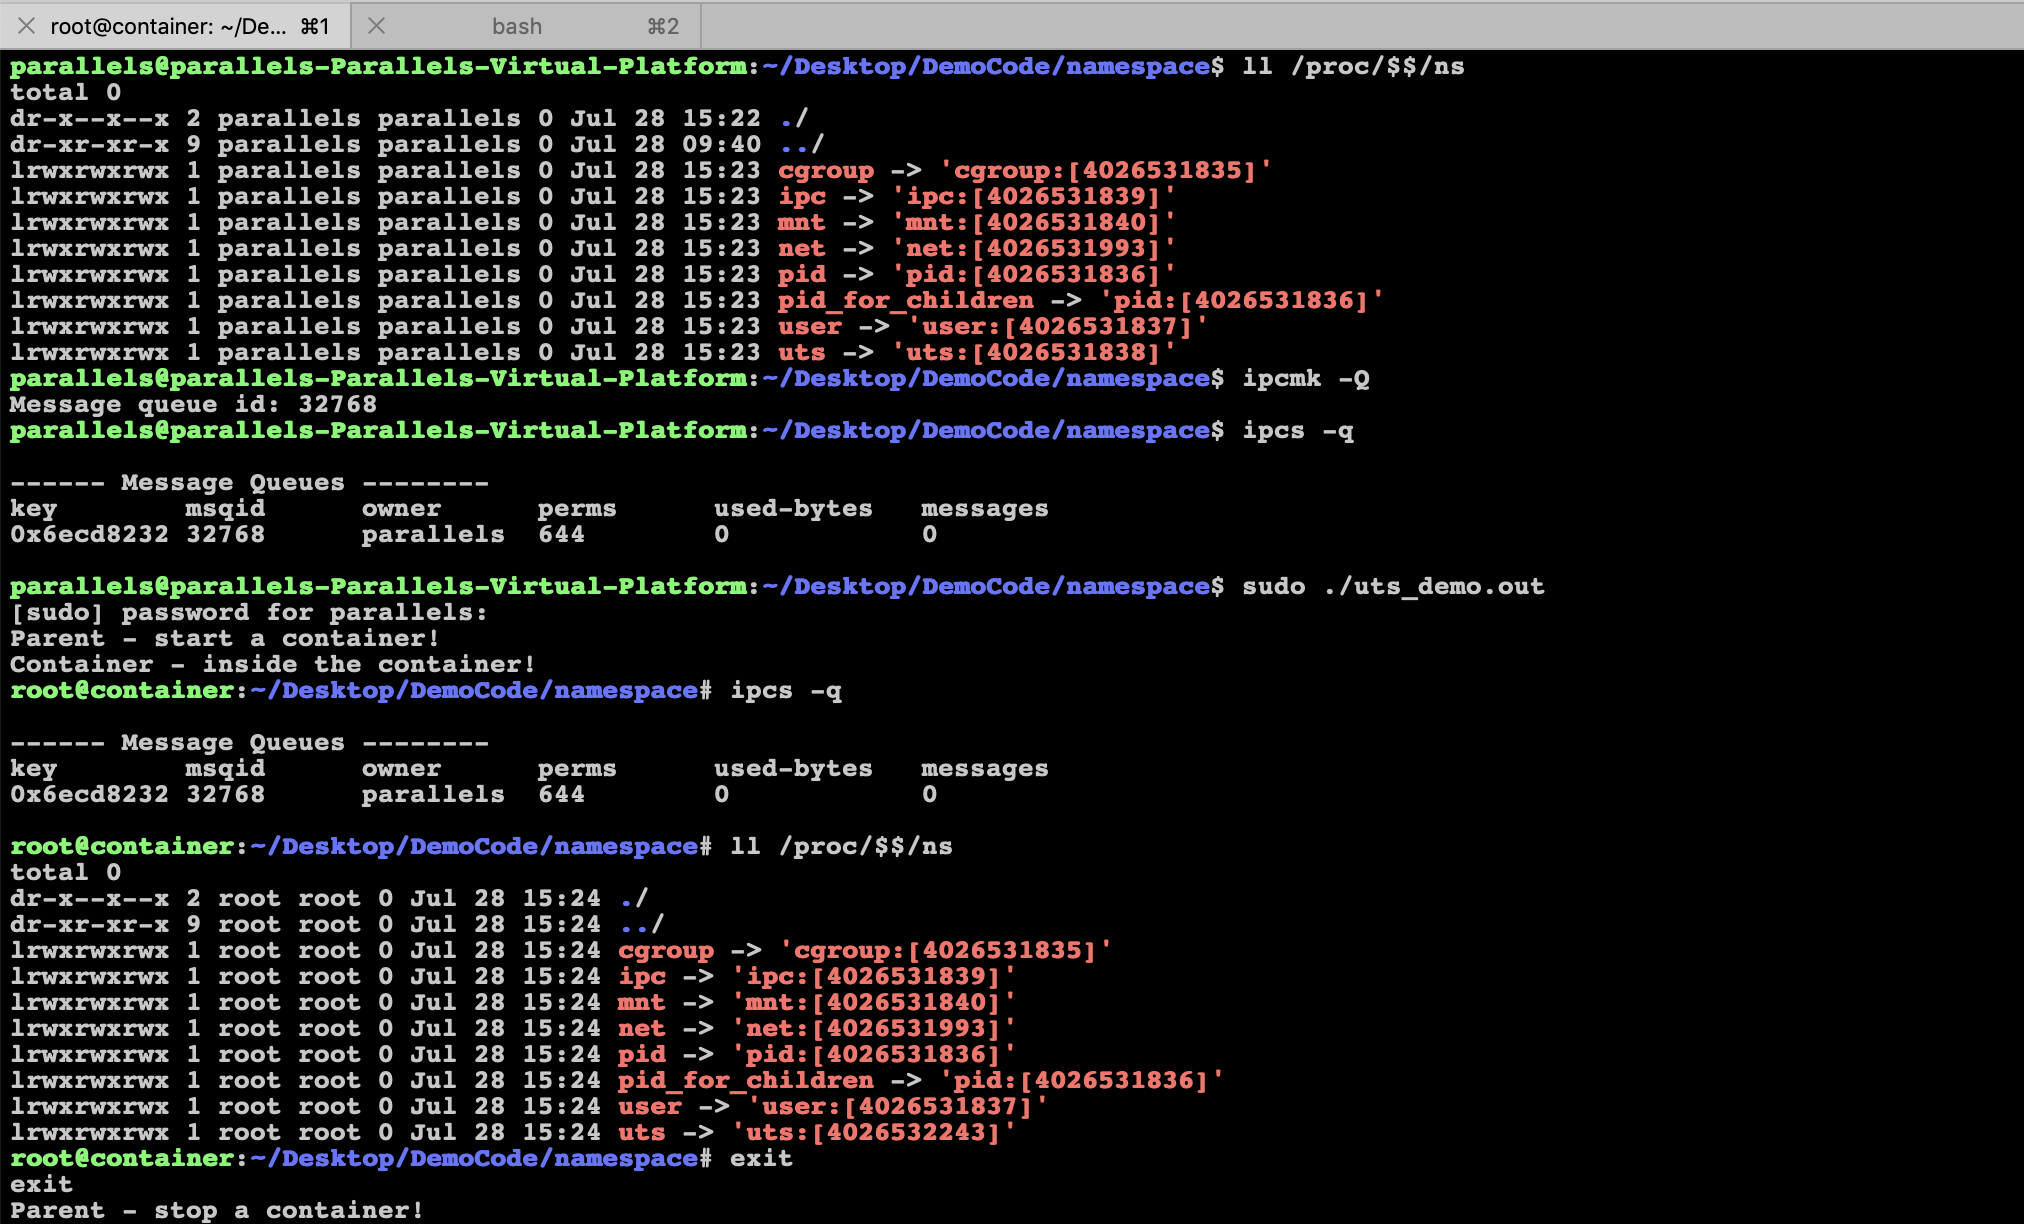 root@container: ~/De... ⌘1 bash ⌘2
parallels@parallels-Parallels-Virtual-Platform:~/Desktop/DemoCode/namespace$ ll /proc/$$/ns
total 0
dr-x--x--x 2 parallels parallels 0 Jul 28 15:22 ./
dr-xr-xr-x 9 parallels parallels 0 Jul 28 09:40 ../
lrwxrwxrwx 1 parallels parallels 0 Jul 28 15:23 cgroup -> 'cgroup:[4026531835]'
lrwxrwxrwx 1 parallels parallels 0 Jul 28 15:23 ipc -> 'ipc:[4026531839]'
lrwxrwxrwx 1 parallels parallels 0 Jul 28 15:23 mnt -> 'mnt:[4026531840]'
lrwxrwxrwx 1 parallels parallels 0 Jul 28 15:23 net -> 'net:[4026531993]'
lrwxrwxrwx 1 parallels parallels 0 Jul 28 15:23 pid -> 'pid:[4026531836]'
lrwxrwxrwx 1 parallels parallels 0 Jul 28 15:23 pid_for_children -> 'pid:[4026531836]'
lrwxrwxrwx 1 parallels parallels 0 Jul 28 15:23 user -> 'user:[4026531837]'
lrwxrwxrwx 1 parallels parallels 0 Jul 28 15:23 uts -> 'uts:[4026531838]'
parallels@parallels-Parallels-Virtual-Platform:~/Desktop/DemoCode/namespace$ ipcmk -Q
Message queue id: 32768
parallels@parallels-Parallels-Virtual-Platform:~/Desktop/DemoCode/namespace$ ipcs -q
------ Message Queues --------
key msqid owner perms used-bytes messages
0x6ecd8232 32768 parallels 644 0 0
parallels@parallels-Parallels-Virtual-Platform:~/Desktop/DemoCode/namespace$ sudo ./uts_demo.out
[sudo] password for parallels:
Parent - start a container!
Container - inside the container!
root@container:~/Desktop/DemoCode/namespace# ipcs -q
------ Message Queues --------
key msqid owner perms used-bytes messages
0x6ecd8232 32768 parallels 644 0 0
root@container:~/Desktop/DemoCode/namespace# ll /proc/$$/ns
total 0
dr-x--x--x 2 root root 0 Jul 28 15:24 ./
dr-xr-xr-x 9 root root 0 Jul 28 15:24 ../
lrwxrwxrwx 1 root root 0 Jul 28 15:24 cgroup -> 'cgroup:[4026531835]'
lrwxrwxrwx 1 root root 0 Jul 28 15:24 ipc -> 'ipc:[4026531839]'
lrwxrwxrwx 1 root root 0 Jul 28 15:24 mnt -> 'mnt:[4026531840]'
lrwxrwxrwx 1 root root 0 Jul 28 15:24 net -> 'net:[4026531993]'
lrwxrwxrwx 1 root root 0 Jul 28 15:24 pid -> 'pid:[4026531836]'
lrwxrwxrwx 1 root root 0 Jul 28 15:24 pid_for_children -> 'pid:[4026531836]'
lrwxrwxrwx 1 root root 0 Jul 28 15:24 user -> 'user:[4026531837]'
lrwxrwxrwx 1 root root 0 Jul 28 15:24 uts -> 'uts:[4026532243]'
root@container:~/Desktop/DemoCode/namespace# exit
exit
Parent - stop a container!